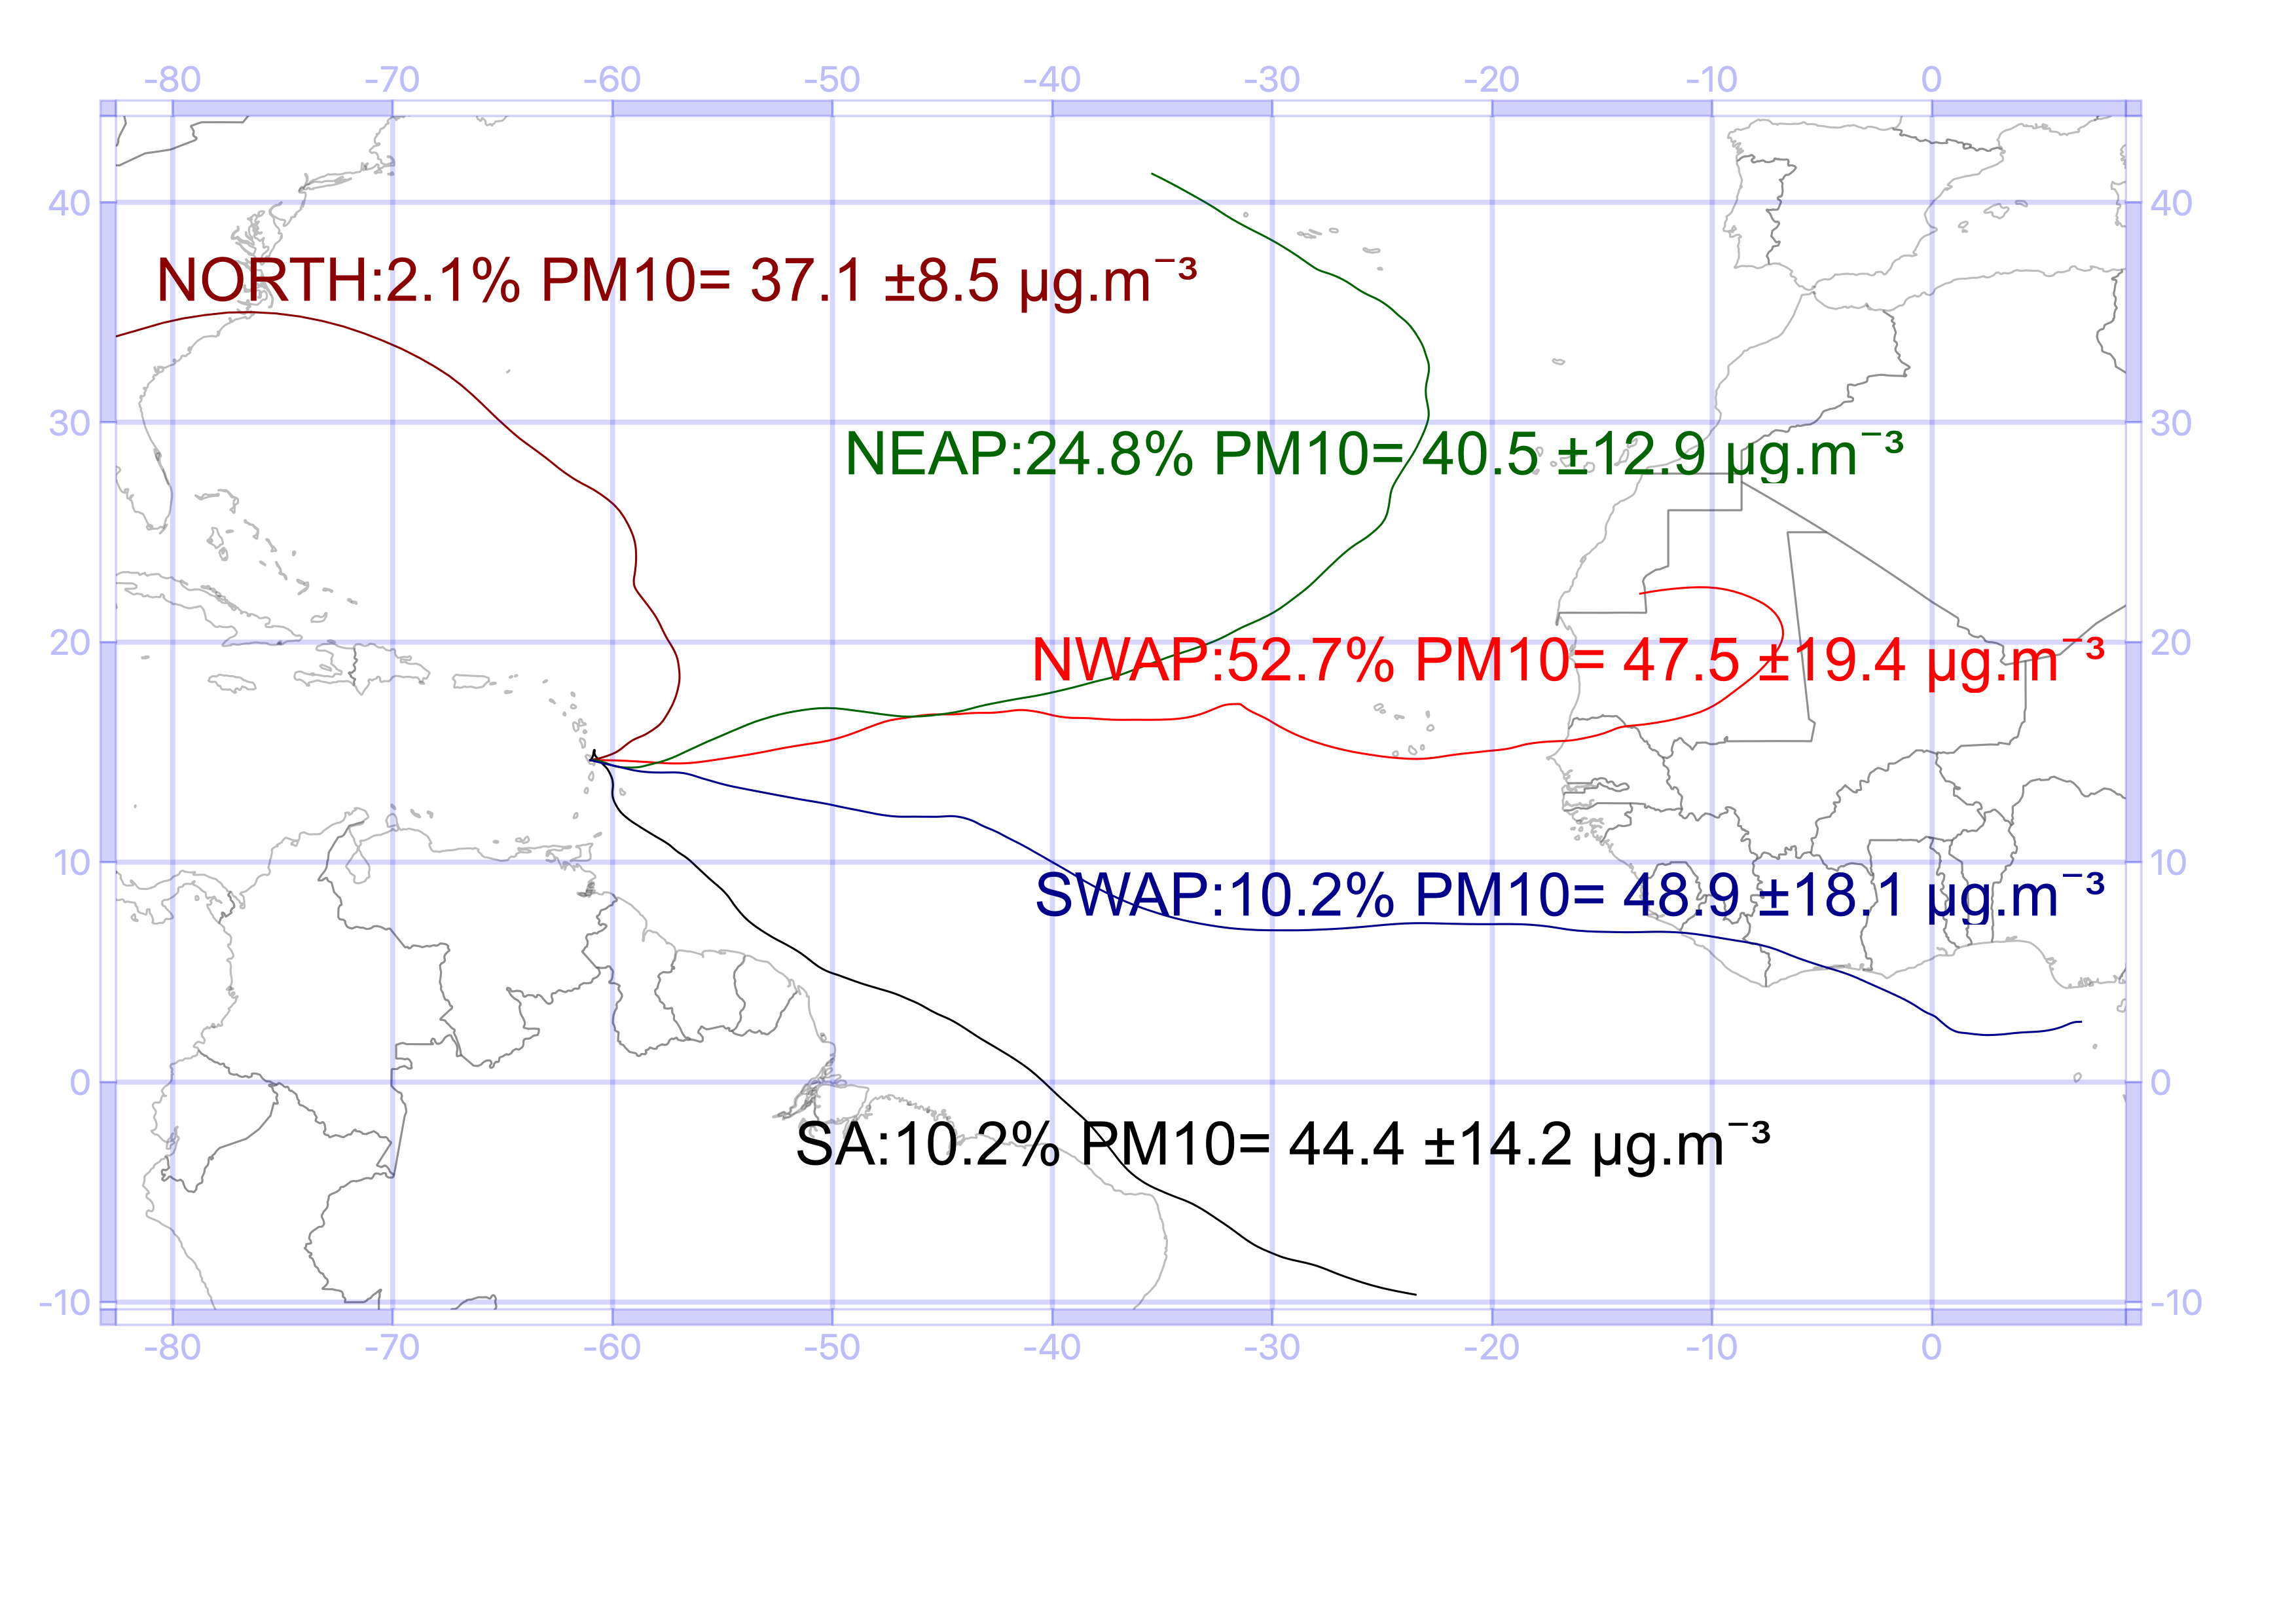 -80 -70 -60 -50 -40 -30 -20 -10 0
40 40
NORTH:2.1% PM10= 37.1 ±8.5 µg.m⁻³
30 30
NEAP:24.8% PM10= 40.5 ±12.9 µg.m⁻³
20 20
NWAP:52.7% PM10= 47.5 ±19.4 µg.m⁻³
10 10
SWAP:10.2% PM10= 48.9 ±18.1 µg.m⁻³
0 0
SA:10.2% PM10= 44.4 ±14.2 µg.m⁻³
-10 -10
-80 -70 -60 -50 -40 -30 -20 -10 0